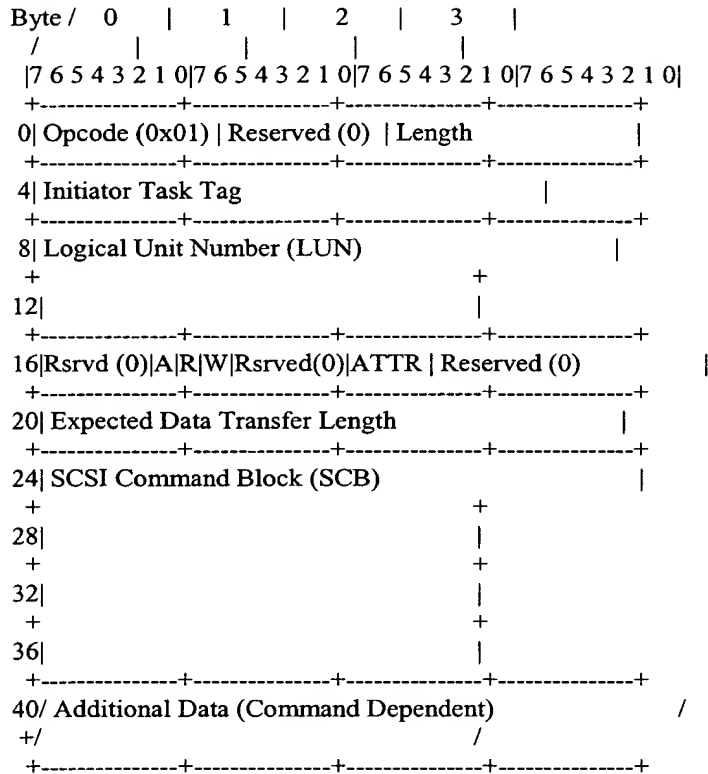 Byte / 0 | 1 | 2 | 3 |
/ | | | |
|7 6 5 4 3 2 1 0|7 6 5 4 3 2 1 0|7 6 5 4 3 2 1 0|7 6 5 4 3 2 1 0|
+---------------+---------------+---------------+---------------+
0| Opcode (0x01) | Reserved (0) | Length |
+---------------+---------------+---------------+---------------+
4| Initiator Task Tag |
+---------------+---------------+---------------+---------------+
8| Logical Unit Number (LUN) |
+ +
12| |
+---------------+---------------+---------------+---------------+
16|Rsrvd (0)|A|R|W|Rsrved(0)|ATTR | Reserved (0) |
+---------------+---------------+---------------+---------------+
20| Expected Data Transfer Length |
+---------------+---------------+---------------+---------------+
24| SCSI Command Block (SCB) |
+ +
28| |
+ +
32| |
+ +
36| |
+---------------+---------------+---------------+---------------+
40/ Additional Data (Command Dependent) /
+/ /
+---------------+---------------+---------------+---------------+